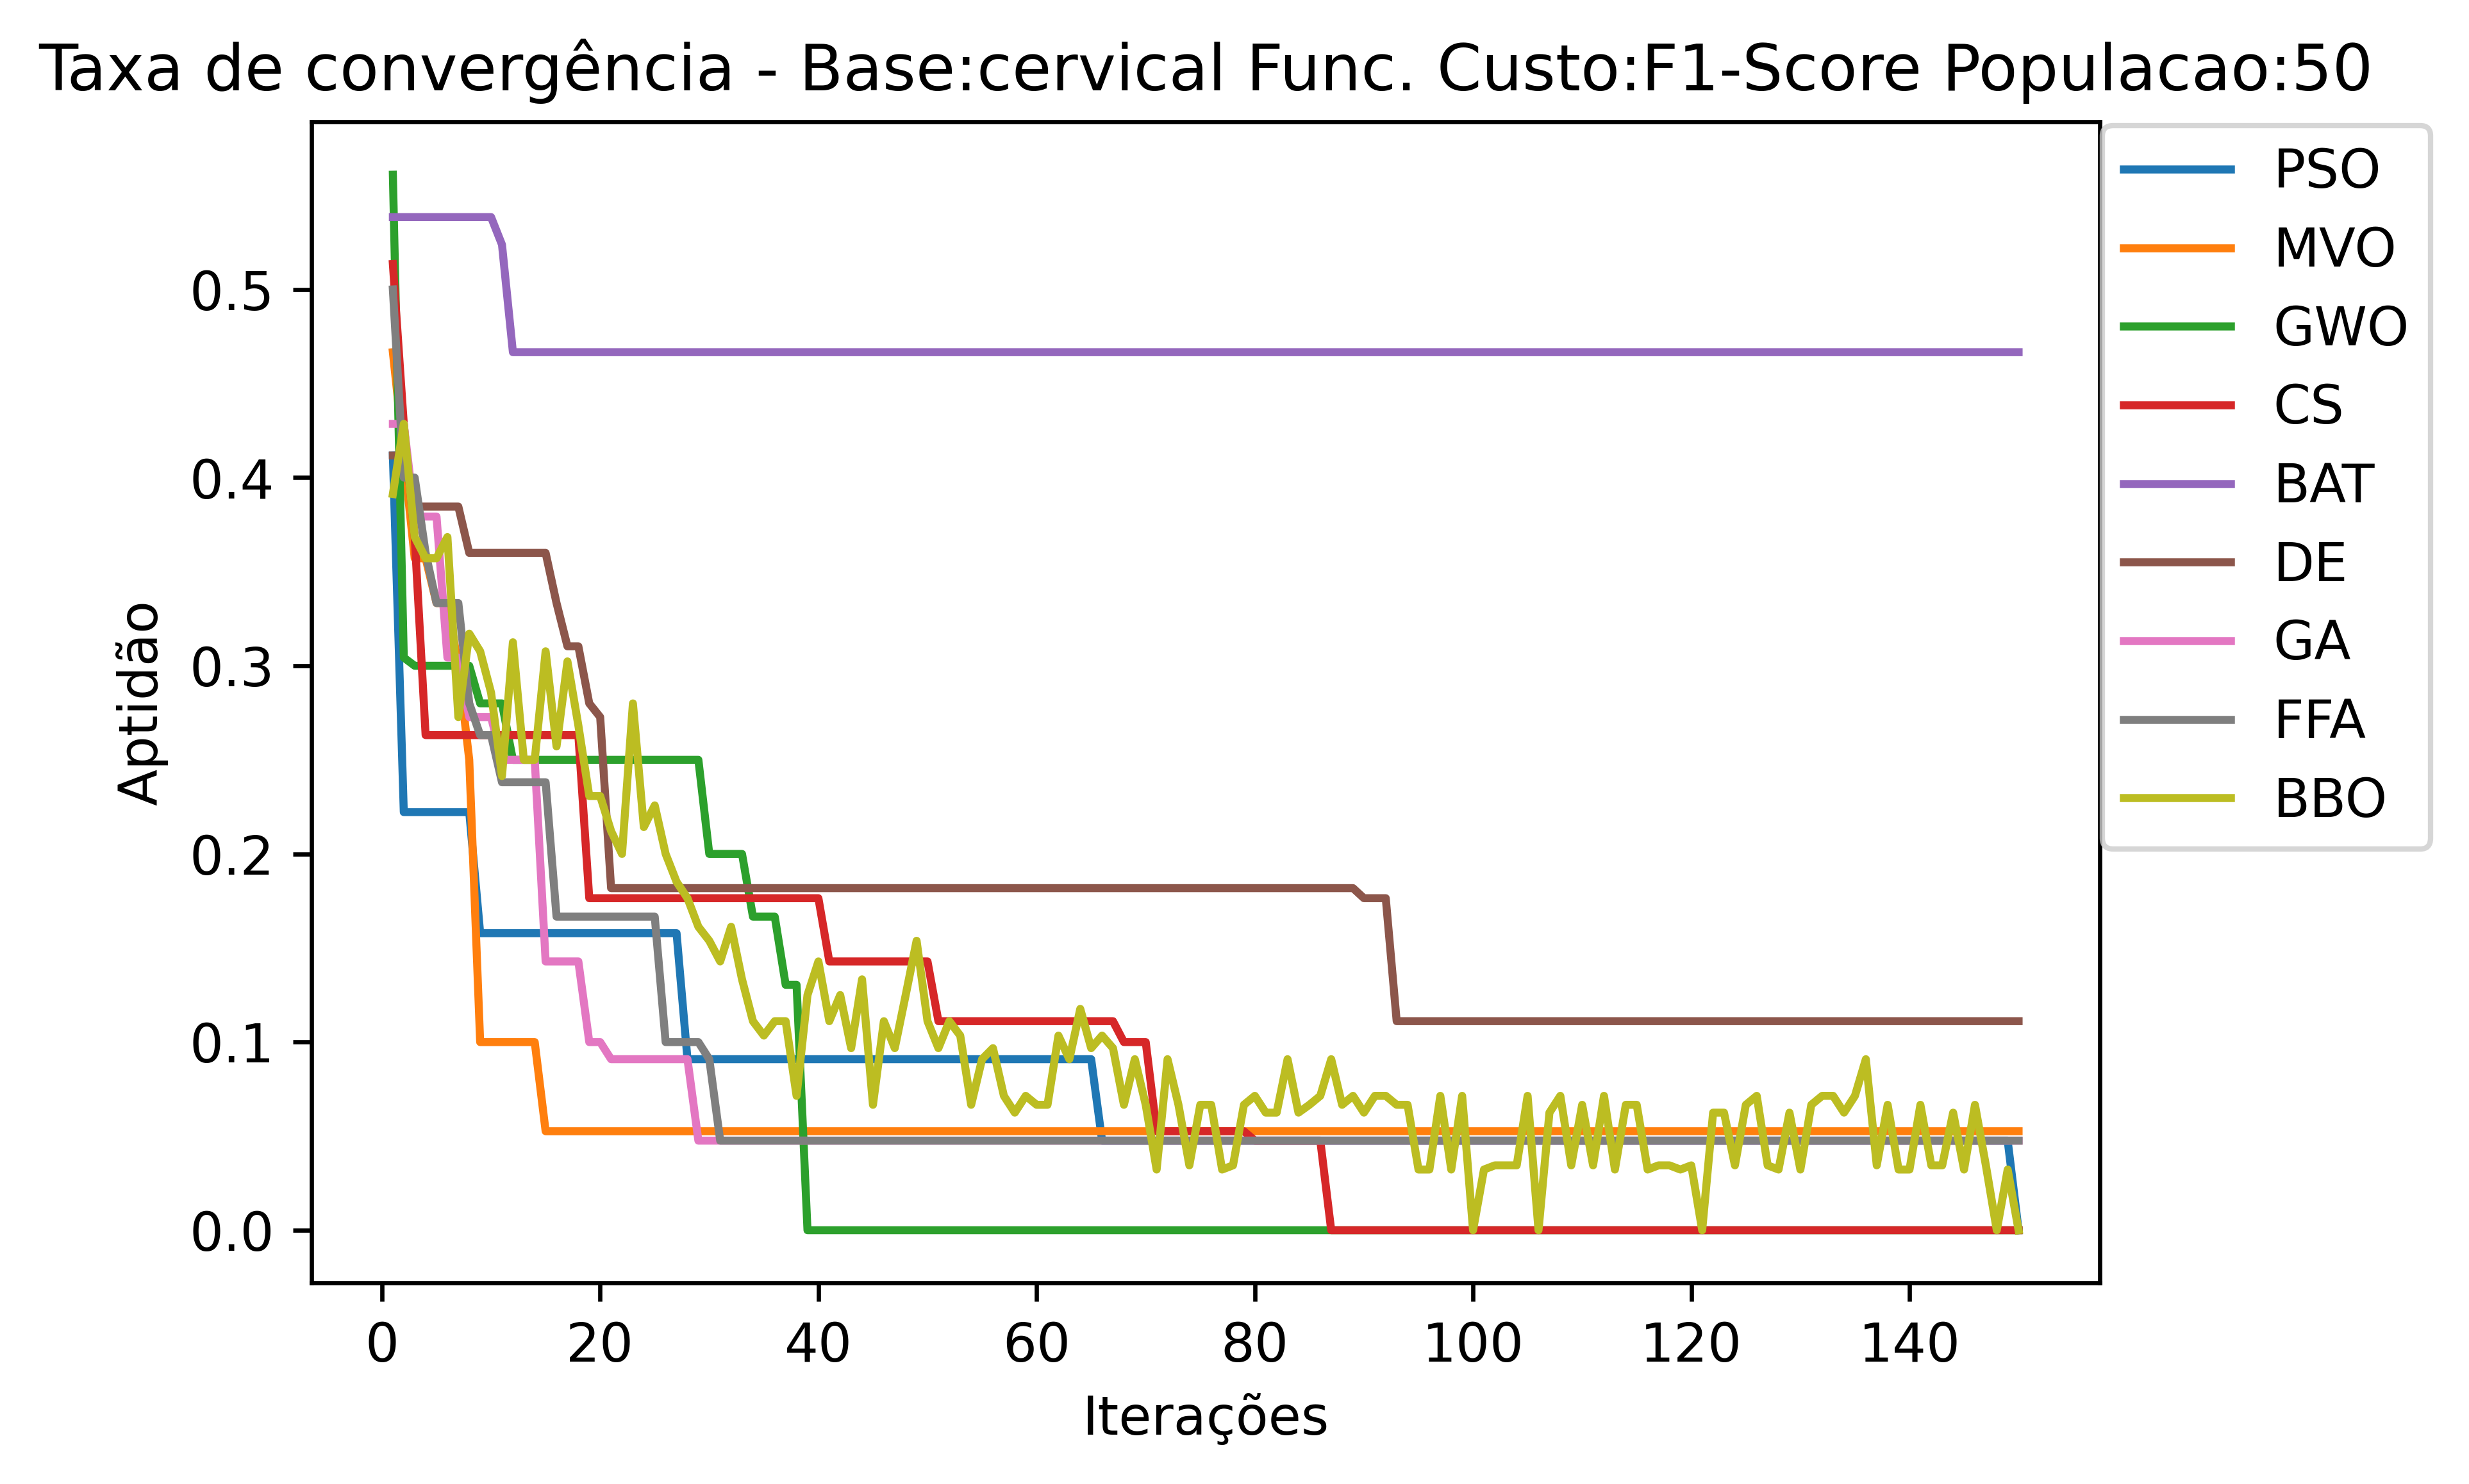 Taxa de convergência - Base:cervical Func. Custo:F1-Score Populacao:50
PSO
MVO
GWO
CS
BAT
DE
GA
FFA
BBO
Aptidão
0.5
0.4
0.3
0.2
0.1
0.0
0 20 40 60 80 100 120 140
Iterações